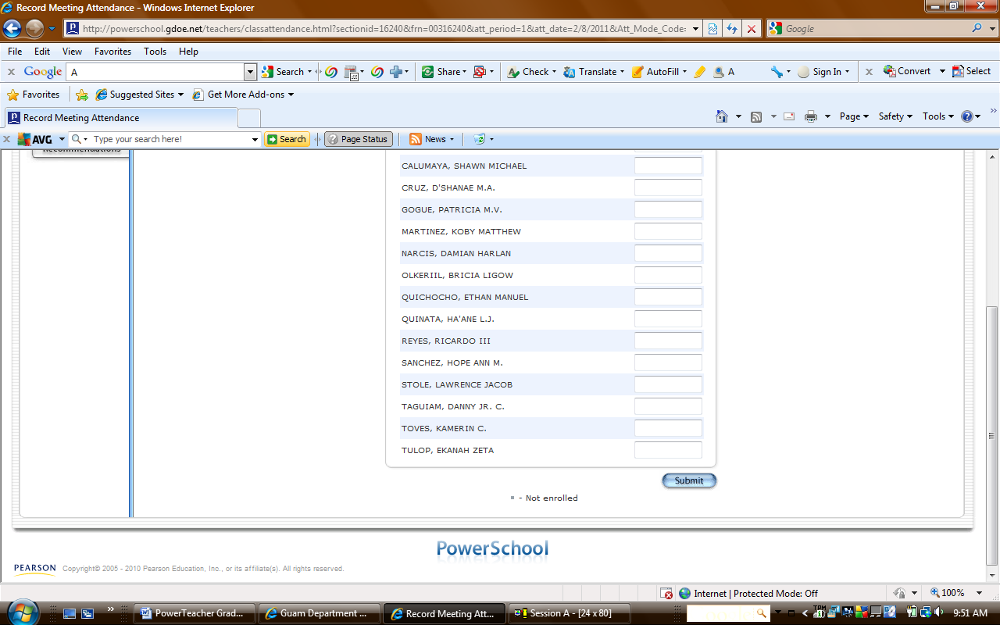 Record Meeting Attendance - Windows Internet Explorer
http://powerschool.gdoe.net/teachers/classattendance.html?sectionid=16240&frn=00316240&att_period=1&att_date=2/8/2011&Att_Mode_Code:
Google
File Edit View Favorites Tools Help
Google A Search Share Check Translate AutoFill A Sign In Convert Select
Favorites Suggested Sites Get More Add-ons
Record Meeting Attendance Page Safety Tools
AVG Type your search here! Search Page Status News
Recommendations
CALUMAYA, SHAWN MICHAEL
CRUZ, D'SHANAE M.A.
GOGUE, PATRICIA M.V.
MARTINEZ, KOBY MATTHEW
NARCIS, DAMIAN HARLAN
OLKERIIL, BRICIA LIGOW
QUICHOCHO, ETHAN MANUEL
QUINATA, HA'ANE L.J.
REYES, RICARDO III
SANCHEZ, HOPE ANN M.
STOLE, LAWRENCE JACOB
TAGUIAM, DANNY JR. C.
TOVES, KAMERIN C.
TULOP, EKANAH ZETA
Submit
- Not enrolled
PowerSchool
PEARSON Copyright© 2005 - 2010 Pearson Education, Inc., or its affiliate(s). All rights reserved.
Internet | Protected Mode: Off 100%
PowerTeacher Grad... Guam Department ... Record Meeting Att... Session A - [24 x 80] 9:51 AM